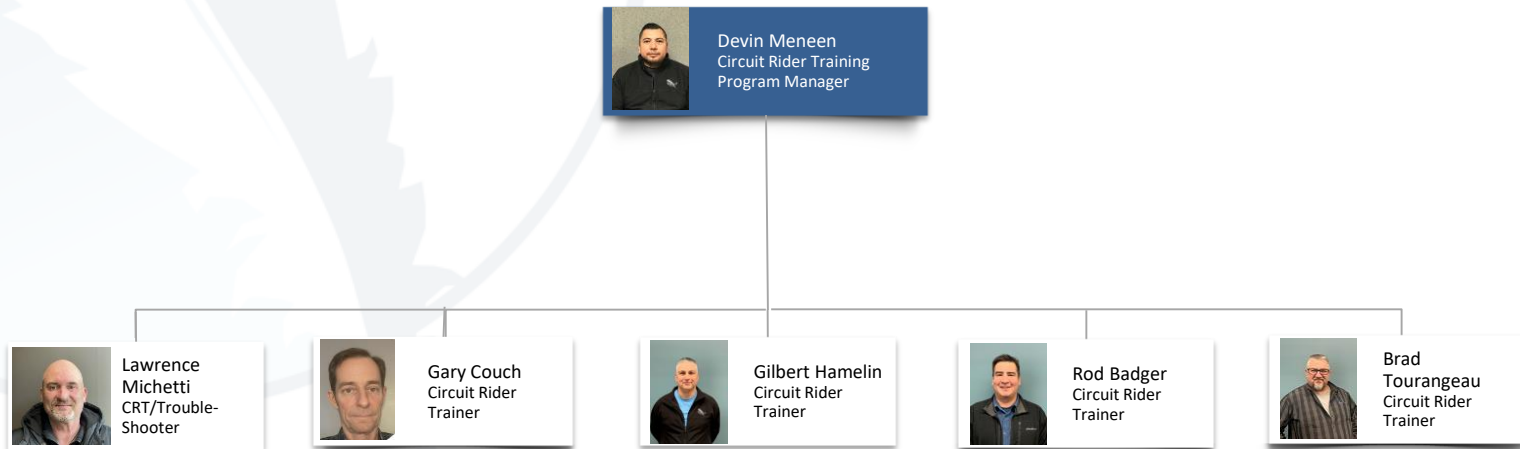 Devin Meneen
Circuit Rider Training
Program Manager
Lawrence
Michetti
CRT/Trouble-
Shooter
Gary Couch
Circuit Rider
Trainer
Gilbert Hamelin
Circuit Rider
Trainer
Rod Badger
Circuit Rider
Trainer
Brad
Tourangeau
Circuit Rider
Trainer